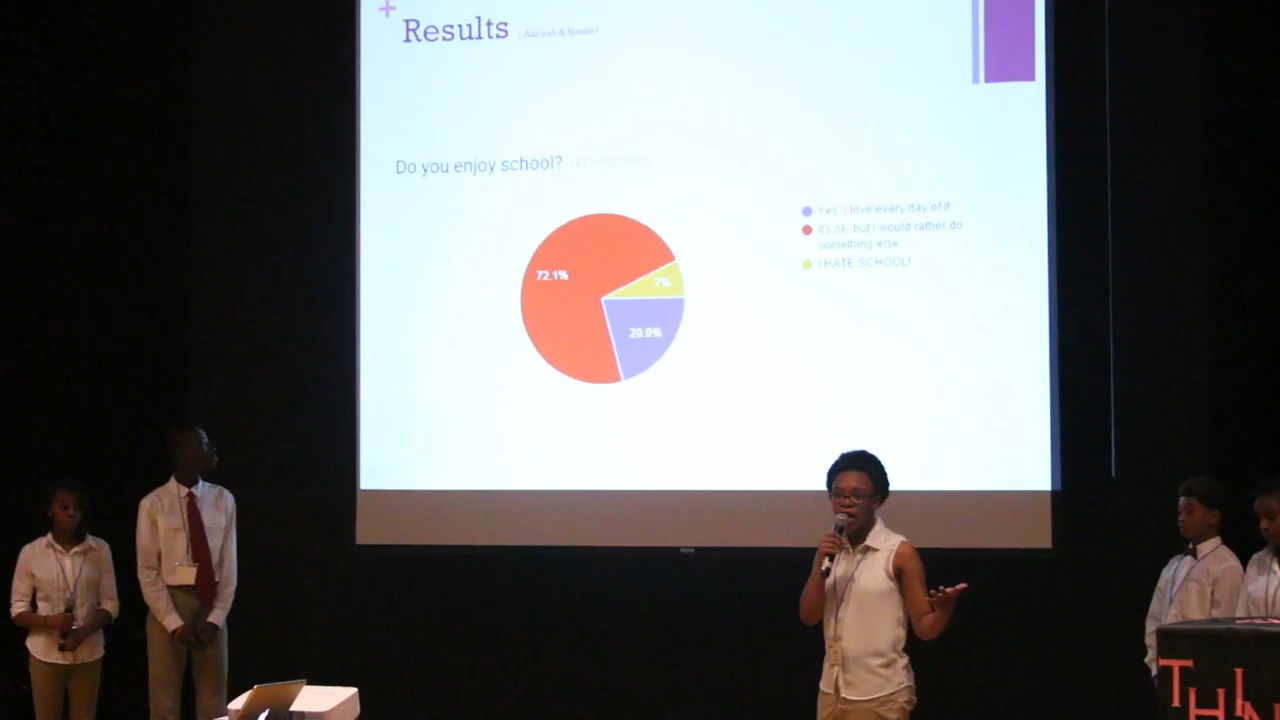 +
Results
Do you enjoy school?
Yes. I love every day of it
It's ok, but I would rather do
something else
I HATE SCHOOL!
72.1%
7%
20.9%
THIN